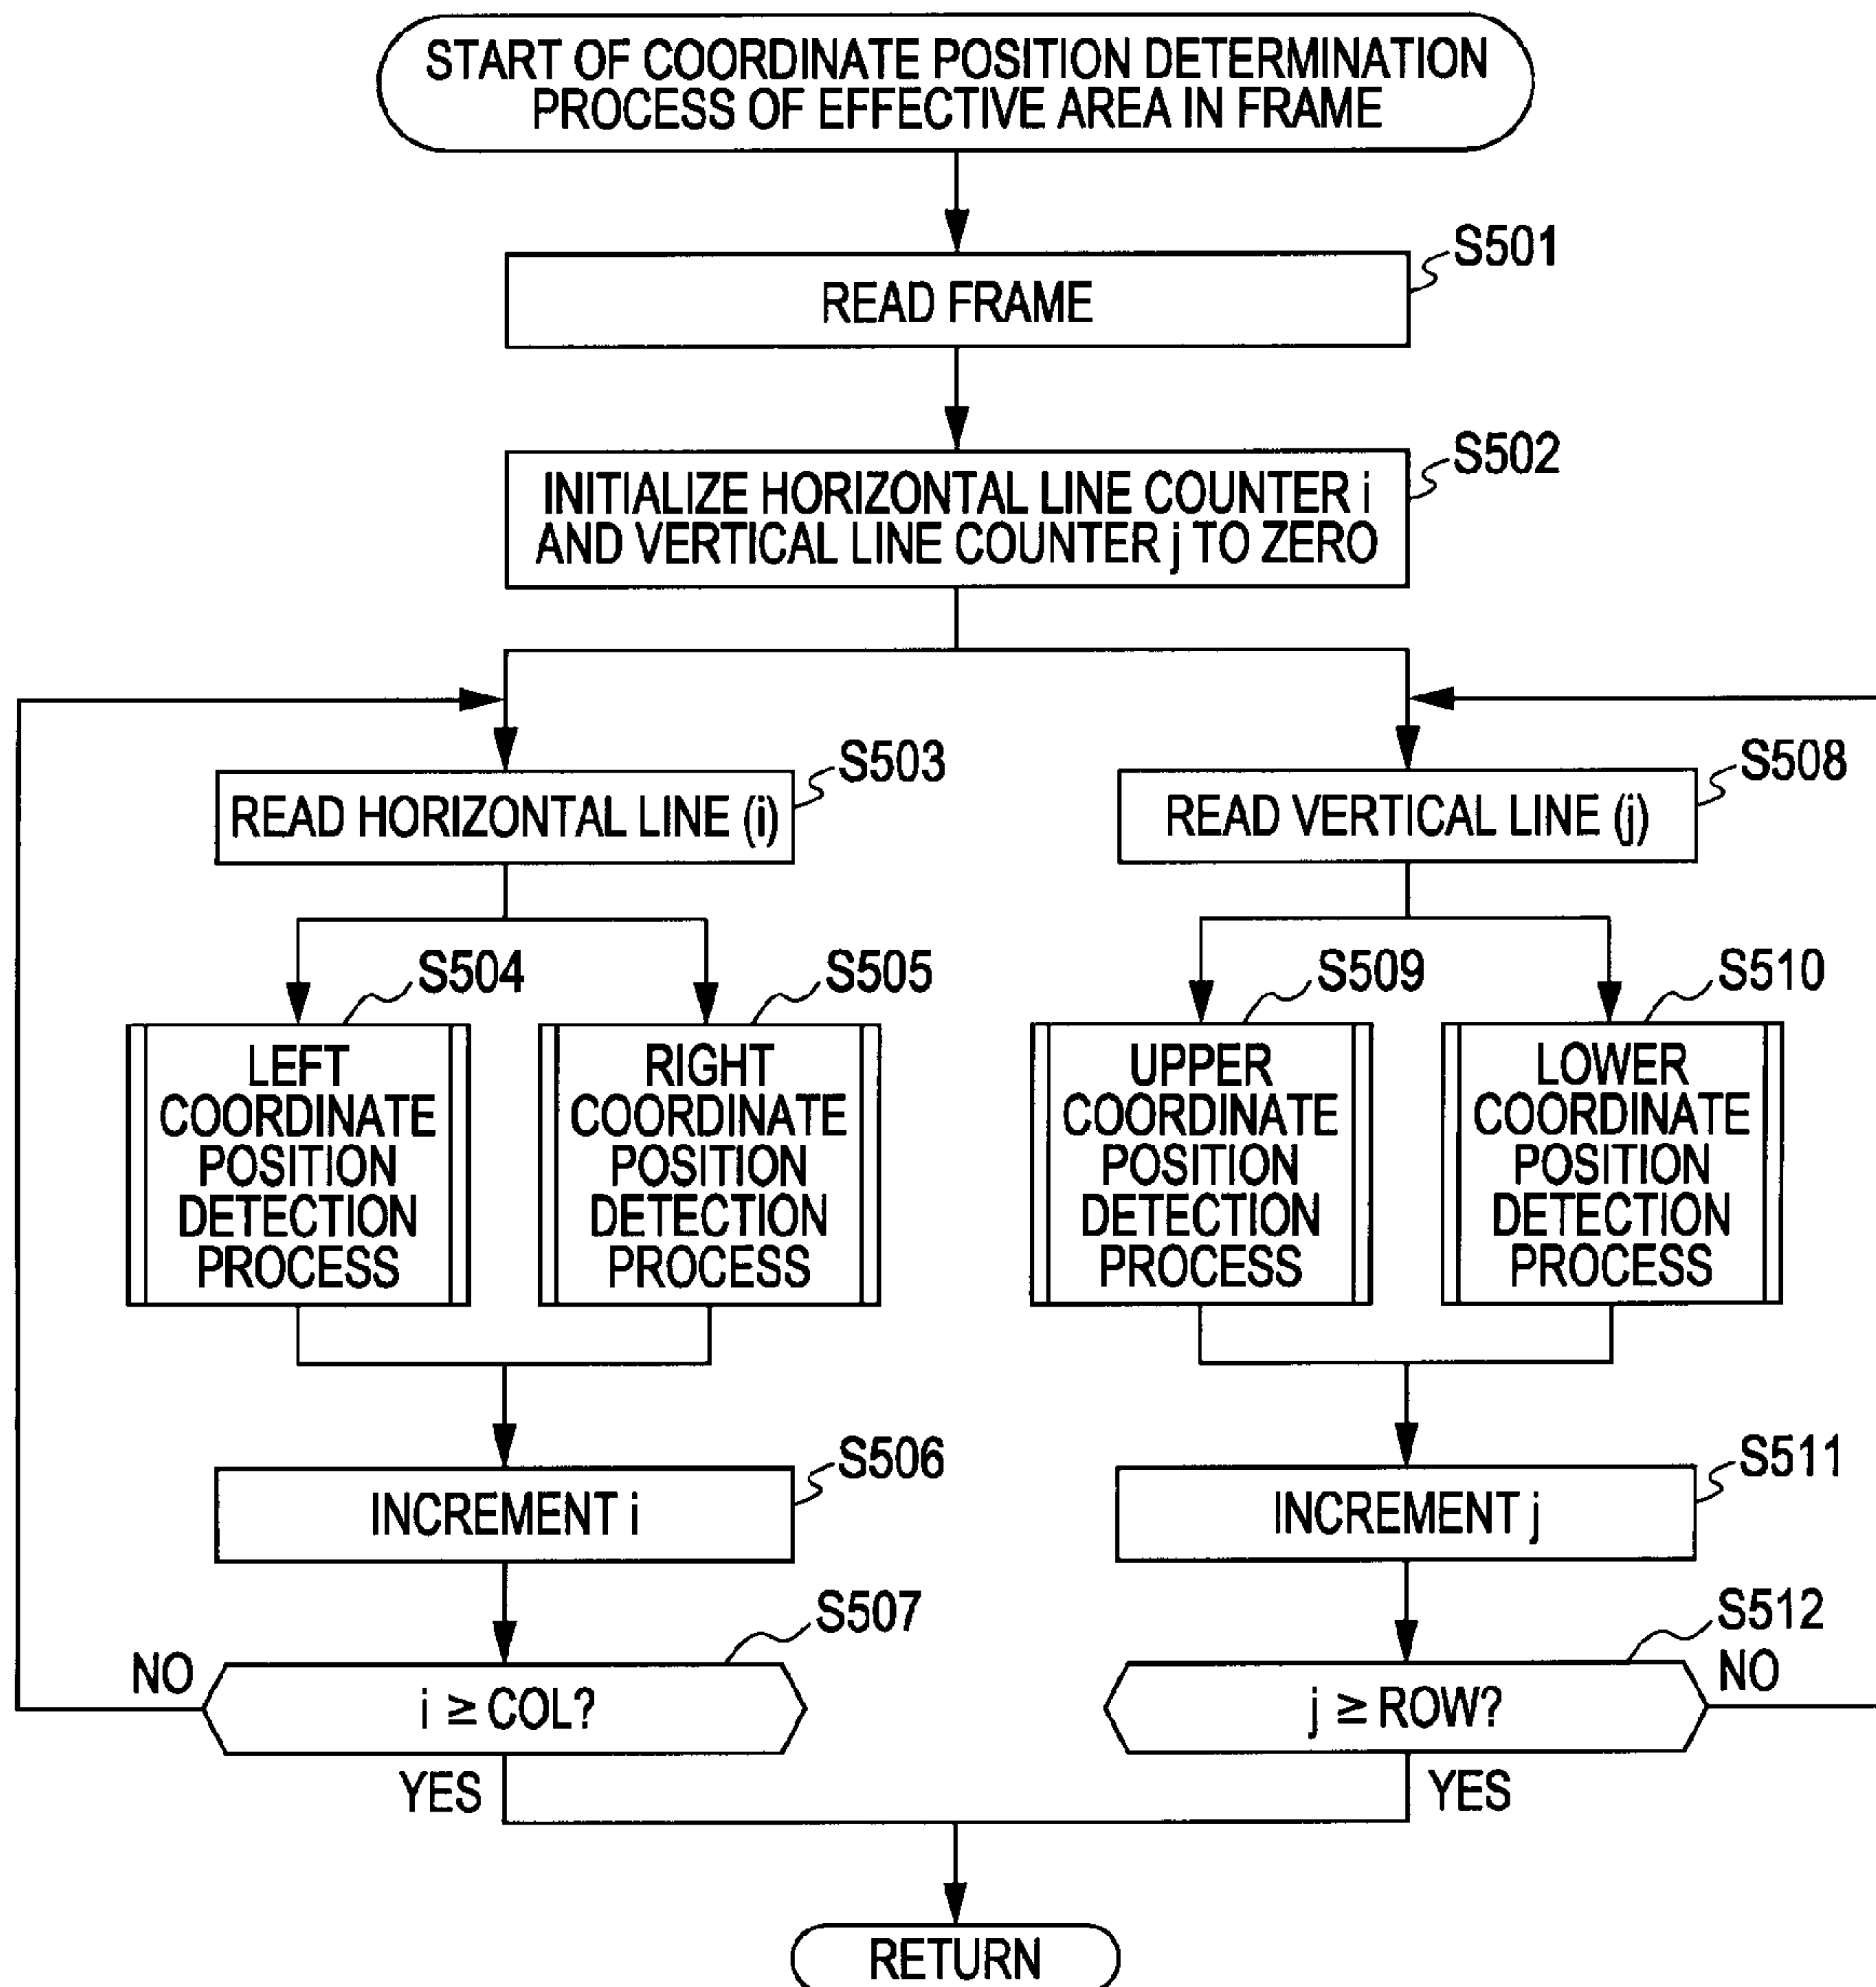 START OF COORDINATE POSITION DETERMINATION
PROCESS OF EFFECTIVE AREA IN FRAME
S501
READ FRAME
S502
INITIALIZE HORIZONTAL LINE COUNTER i
AND VERTICAL LINE COUNTER j TO ZERO
S503
READ HORIZONTAL LINE (i)
S504
LEFT
COORDINATE
POSITION
DETECTION
PROCESS
S505
RIGHT
COORDINATE
POSITION
DETECTION
PROCESS
S506
INCREMENT i
S507
i ≥ COL?
NO
YES
S508
READ VERTICAL LINE (j)
S509
UPPER
COORDINATE
POSITION
DETECTION
PROCESS
S510
LOWER
COORDINATE
POSITION
DETECTION
PROCESS
S511
INCREMENT j
S512
j ≥ ROW?
NO
YES
RETURN